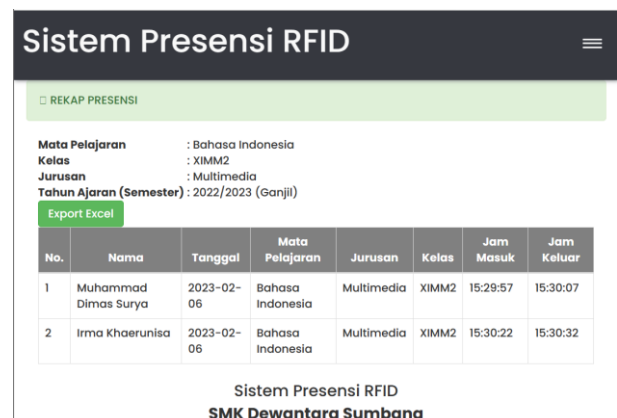 Sistem Presensi RFID
REKAP PRESENSI
Mata Pelajaran : Bahasa Indonesia
Kelas : XIMM2
Jurusan : Multimedia
Tahun Ajaran (Semester) : 2022/2023 (Ganjil)
Export Excel
No. Nama Tanggal Mata Pelajaran Jurusan Kelas Jam Masuk Jam Keluar
1 Muhammad Dimas Surya 2023-02-06 Bahasa Indonesia Multimedia XIMM2 15:29:57 15:30:07
2 Irma Khaerunisa 2023-02-06 Bahasa Indonesia Multimedia XIMM2 15:30:22 15:30:32
Sistem Presensi RFID
SMK Dewantara Sumbang